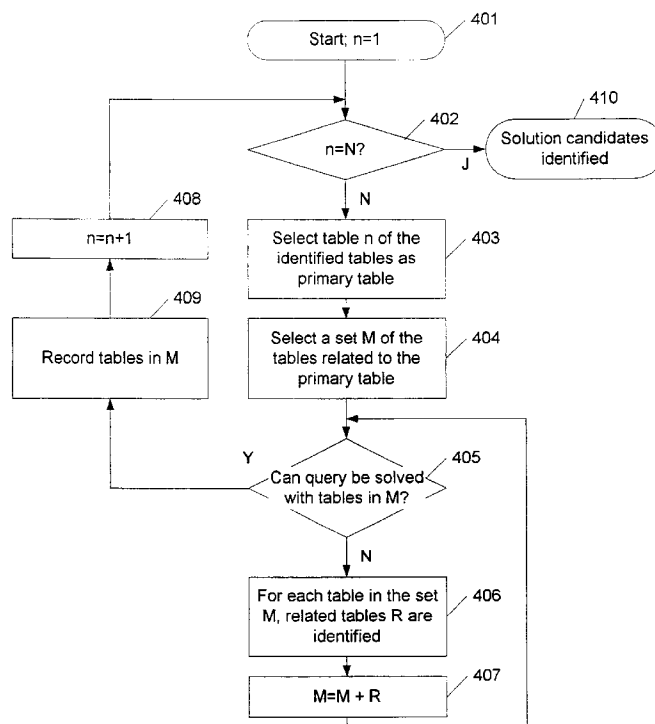 401
Start; n=1
410
402
n=N?
Solution candidates
identified
J
N
408
n=n+1
403
Select table n of the
identified tables as
primary table
409
Record tables in M
404
Select a set M of the
tables related to the
primary table
Y
405
Can query be solved
with tables in M?
N
406
For each table in the set
M, related tables R are
identified
407
M=M + R